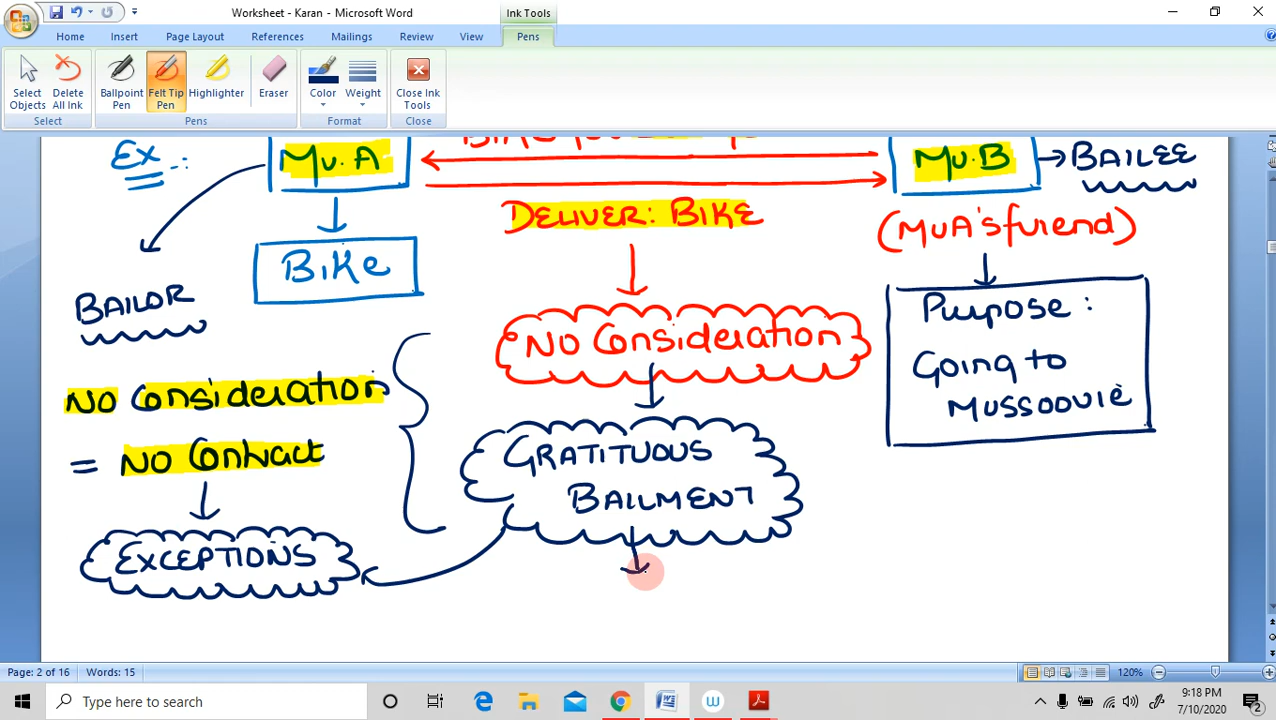 Worksheet - Karan - Microsoft Word
Ink Tools
Home
Insert
Page Layout
References
Mailings
Review
View
Pens
Select Objects
Delete All Ink
Ballpoint Pen
Felt Tip Pen
Highlighter
Eraser
Color
Weight
Close Ink Tools
Select
Pens
Format
Close
Ex
Mr. A
Mr. B
BAILEE
DELIVER: BIKE
(Mr A's friend)
Bike
BAILOR
Purpose:
Going to
Mussoorie
No Consideration
No Consideration
= No Contract
GRATITUOUS
BAILMENT
EXCEPTIONS
Page: 2 of 16
Words: 15
120%
Type here to search
9:18 PM
7/10/2020
2